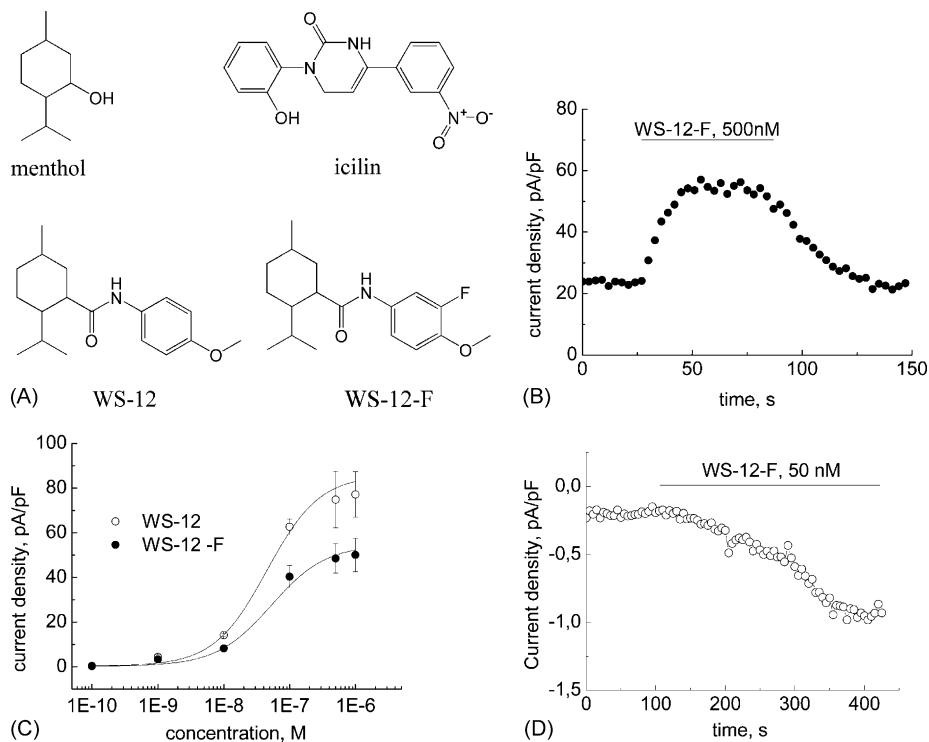 (A)
OH
menthol
O
NH
N
OH
N+
O-
O
icilin
H
N
O
O
WS-12
H
N
O
F
O
WS-12-F
(B)
WS-12-F, 500nM
current density, pA/pF
80
60
40
20
0
0 50 100 150
time, s
(C)
WS-12
WS-12 -F
current density, pA/pF
100
80
60
40
20
0
1E-10 1E-9 1E-8 1E-7 1E-6
concentration, M
(D)
WS-12-F, 50 nM
Current density, pA/pF
0,0
-0,5
-1,0
-1,5
0 100 200 300 400
time, s